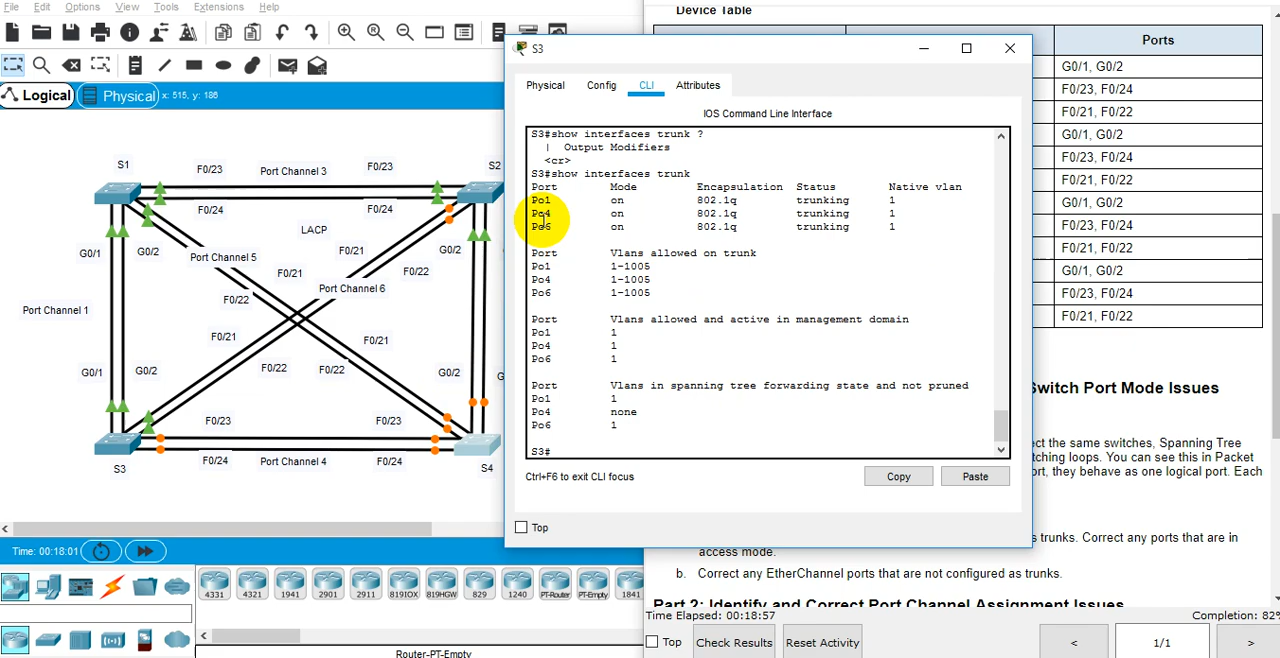 File Edit Options View Tools Extensions Help
Logical Physical x: 515, y: 186
S1
F0/23
Port Channel 3
F0/23
S2
F0/24
F0/24
LACP
G0/1
G0/2
Port Channel 5
F0/21
G0/2
F0/21
F0/22
Port Channel 6
F0/22
Port Channel 1
F0/21
F0/21
G0/1
G0/2
F0/22
F0/22
G0/2
F0/23
F0/23
F0/24
Port Channel 4
F0/24
S3
S4
Time: 00:18:01
4331 4321 1941 2901 2911 819IOX 819HGW 829 1240 PT-Router PT-Empty 1841
Router-PT-Empty
S3
Physical Config CLI Attributes
IOS Command Line Interface
S3#show interfaces trunk ?
| Output Modifiers
<cr>
S3#show interfaces trunk
Port Mode Encapsulation Status Native vlan
Po1 on 802.1q trunking 1
Po4 on 802.1q trunking 1
Po6 on 802.1q trunking 1
Port Vlans allowed on trunk
Po1 1-1005
Po4 1-1005
Po6 1-1005
Port Vlans allowed and active in management domain
Po1 1
Po4 1
Po6 1
Port Vlans in spanning tree forwarding state and not pruned
Po1 1
Po4 none
Po6 1
S3#
Ctrl+F6 to exit CLI focus
Copy
Paste
Top
Device Table
Ports
G0/1, G0/2
F0/23, F0/24
F0/21, F0/22
G0/1, G0/2
F0/23, F0/24
F0/21, F0/22
G0/1, G0/2
F0/23, F0/24
F0/21, F0/22
G0/1, G0/2
F0/23, F0/24
F0/21, F0/22
Switch Port Mode Issues
ect the same switches, Spanning Tree
tching loops. You can see this in Packet
ort, they behave as one logical port. Each
s trunks. Correct any ports that are in
access mode.
b. Correct any EtherChannel ports that are not configured as trunks.
Part 2: Identify and Correct Port Channel Assignment Issues
Time Elapsed: 00:18:57
Completion: 82%
Top
Check Results
Reset Activity
<
1/1
>